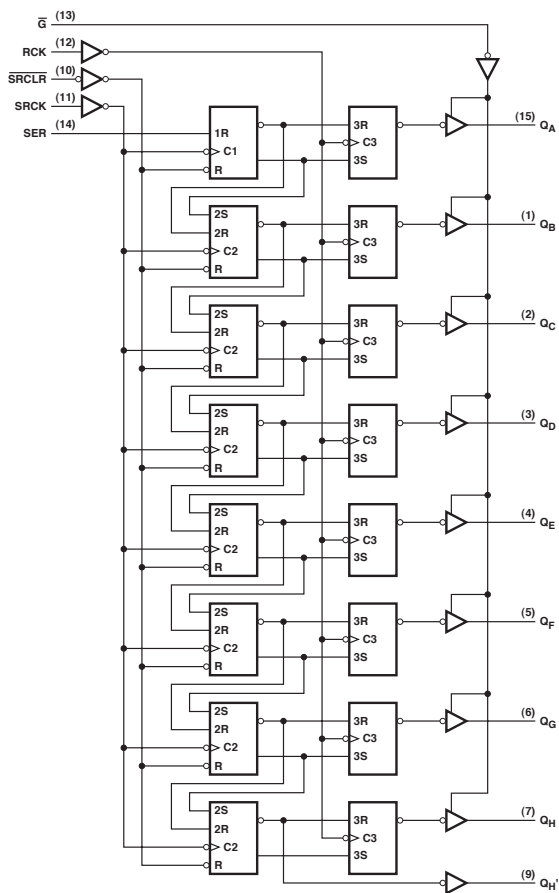 G̅ (13)
RCK (12)
S̅R̅C̅L̅R̅ (10)
SRCK (11)
SER (14)
1R 3R (15) QA
C1 C3
R 3S
2S
2R 3R (1) QB
C2 C3
R 3S
2S
2R 3R (2) QC
C2 C3
R 3S
2S
2R 3R (3) QD
C2 C3
R 3S
2S
2R 3R (4) QE
C2 C3
R 3S
2S
2R 3R (5) QF
C2 C3
R 3S
2S
2R 3R (6) QG
C2 C3
R 3S
2S
2R 3R (7) QH
C2 C3
R 3S
(9) QH'